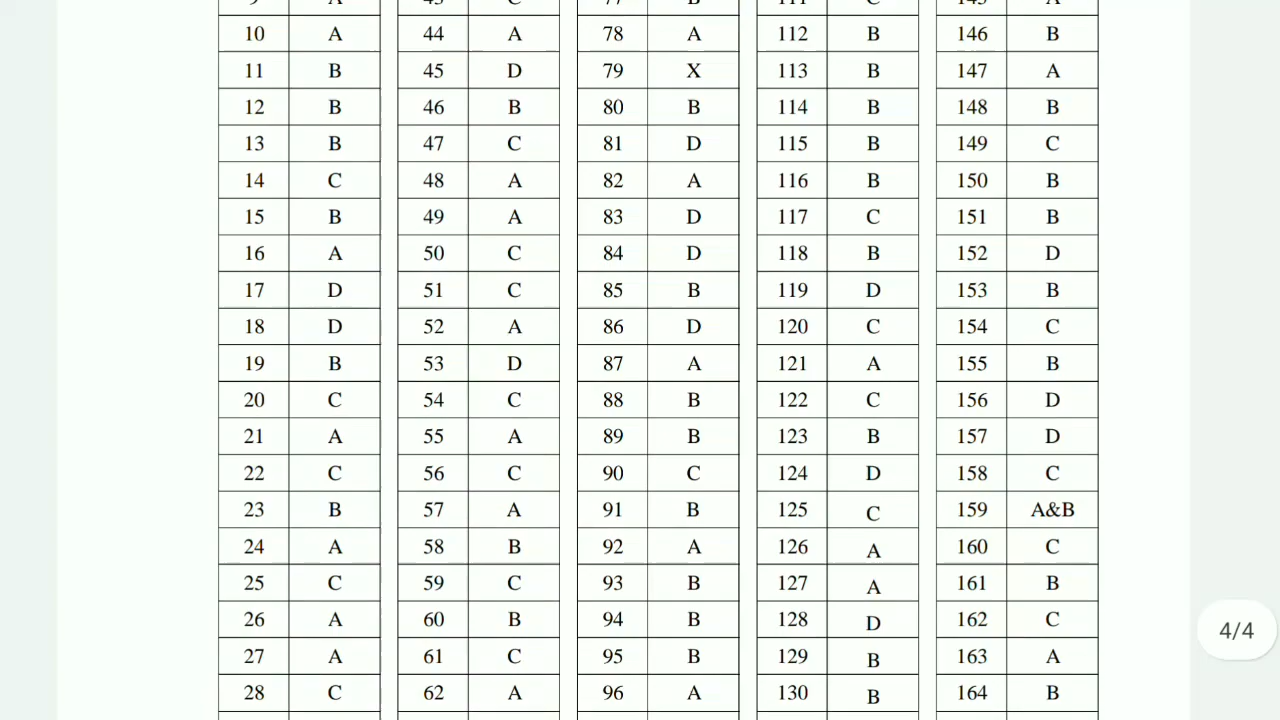 9 A 43 C 77 B 111 C 145 A
10 A 44 A 78 A 112 B 146 B
11 B 45 D 79 X 113 B 147 A
12 B 46 B 80 B 114 B 148 B
13 B 47 C 81 D 115 B 149 C
14 C 48 A 82 A 116 B 150 B
15 B 49 A 83 D 117 C 151 B
16 A 50 C 84 D 118 B 152 D
17 D 51 C 85 B 119 D 153 B
18 D 52 A 86 D 120 C 154 C
19 B 53 D 87 A 121 A 155 B
20 C 54 C 88 B 122 C 156 D
21 A 55 A 89 B 123 B 157 D
22 C 56 C 90 C 124 D 158 C
23 B 57 A 91 B 125 C 159 A&B
24 A 58 B 92 A 126 A 160 C
25 C 59 C 93 B 127 A 161 B
26 A 60 B 94 B 128 D 162 C
27 A 61 C 95 B 129 B 163 A
28 C 62 A 96 A 130 B 164 B
4/4